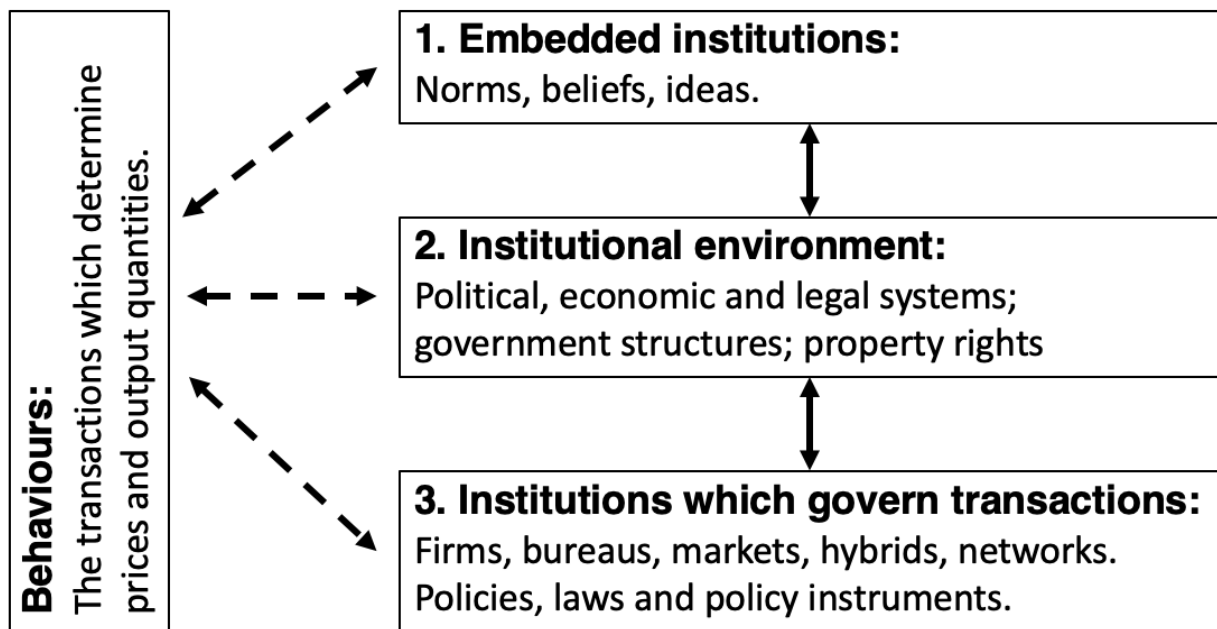 Behaviours:
The transactions which determine
prices and output quantities.
1. Embedded institutions:
Norms, beliefs, ideas.
2. Institutional environment:
Political, economic and legal systems;
government structures; property rights
3. Institutions which govern transactions:
Firms, bureaus, markets, hybrids, networks.
Policies, laws and policy instruments.